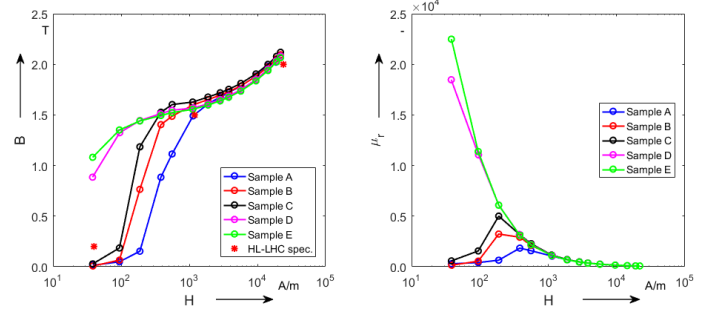 T
2.0
1.5
1.0
0.5
0.0
B
Sample A
Sample B
Sample C
Sample D
Sample E
HL-LHC spec.
10^1
10^2
10^3
10^4
10^5
H
A/m
×10^4
2.5
-
2.0
1.5
1.0
0.5
0.0
μr
Sample A
Sample B
Sample C
Sample D
Sample E
10^1
10^2
10^3
10^4
10^5
H
A/m